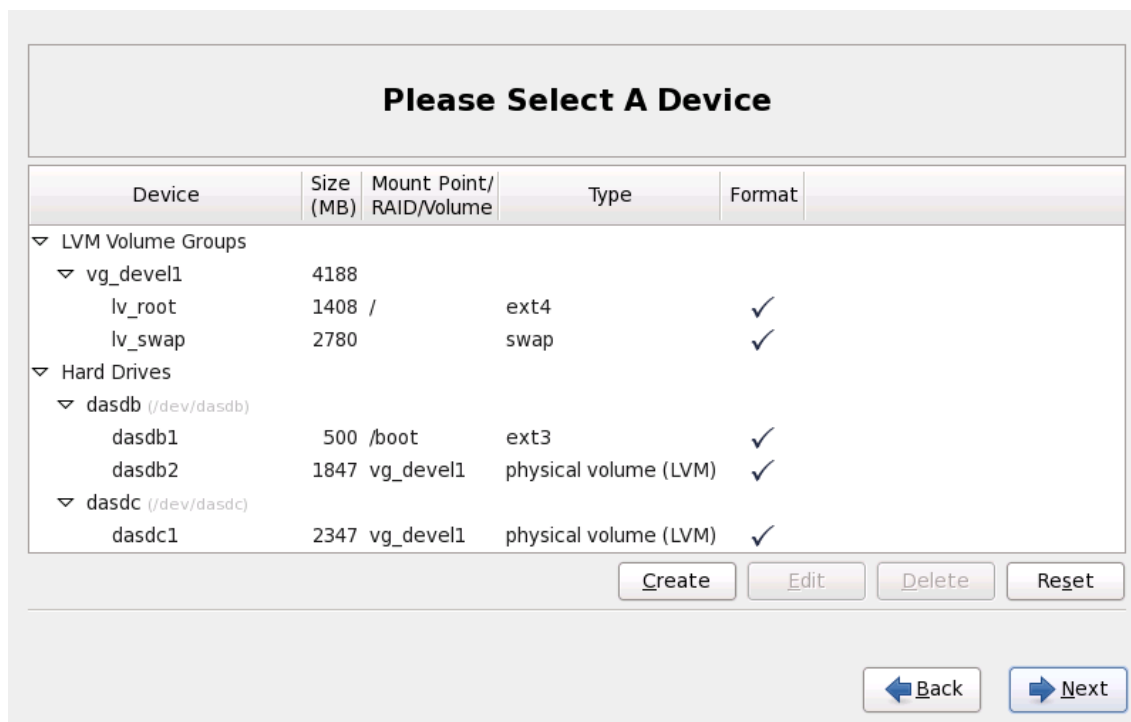 Please Select A Device
Device Size (MB) Mount Point/ RAID/Volume Type Format
LVM Volume Groups
vg_devel1 4188
lv_root 1408 / ext4
lv_swap 2780 swap
Hard Drives
dasdb (/dev/dasdb)
dasdb1 500 /boot ext3
dasdb2 1847 vg_devel1 physical volume (LVM)
dasdc (/dev/dasdc)
dasdc1 2347 vg_devel1 physical volume (LVM)
Create Edit Delete Reset
Back Next